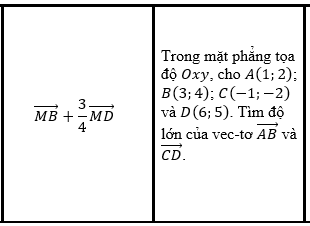 $\overrightarrow{MB} + \frac{3}{4}\overrightarrow{MD}$
Trong mặt phẳng tọa
độ $Oxy$, cho $A(1; 2)$;
$B(3; 4)$; $C(-1; -2)$
và $D(6; 5)$. Tìm độ
lớn của vec-tơ $\overrightarrow{AB}$ và
$\overrightarrow{CD}$.